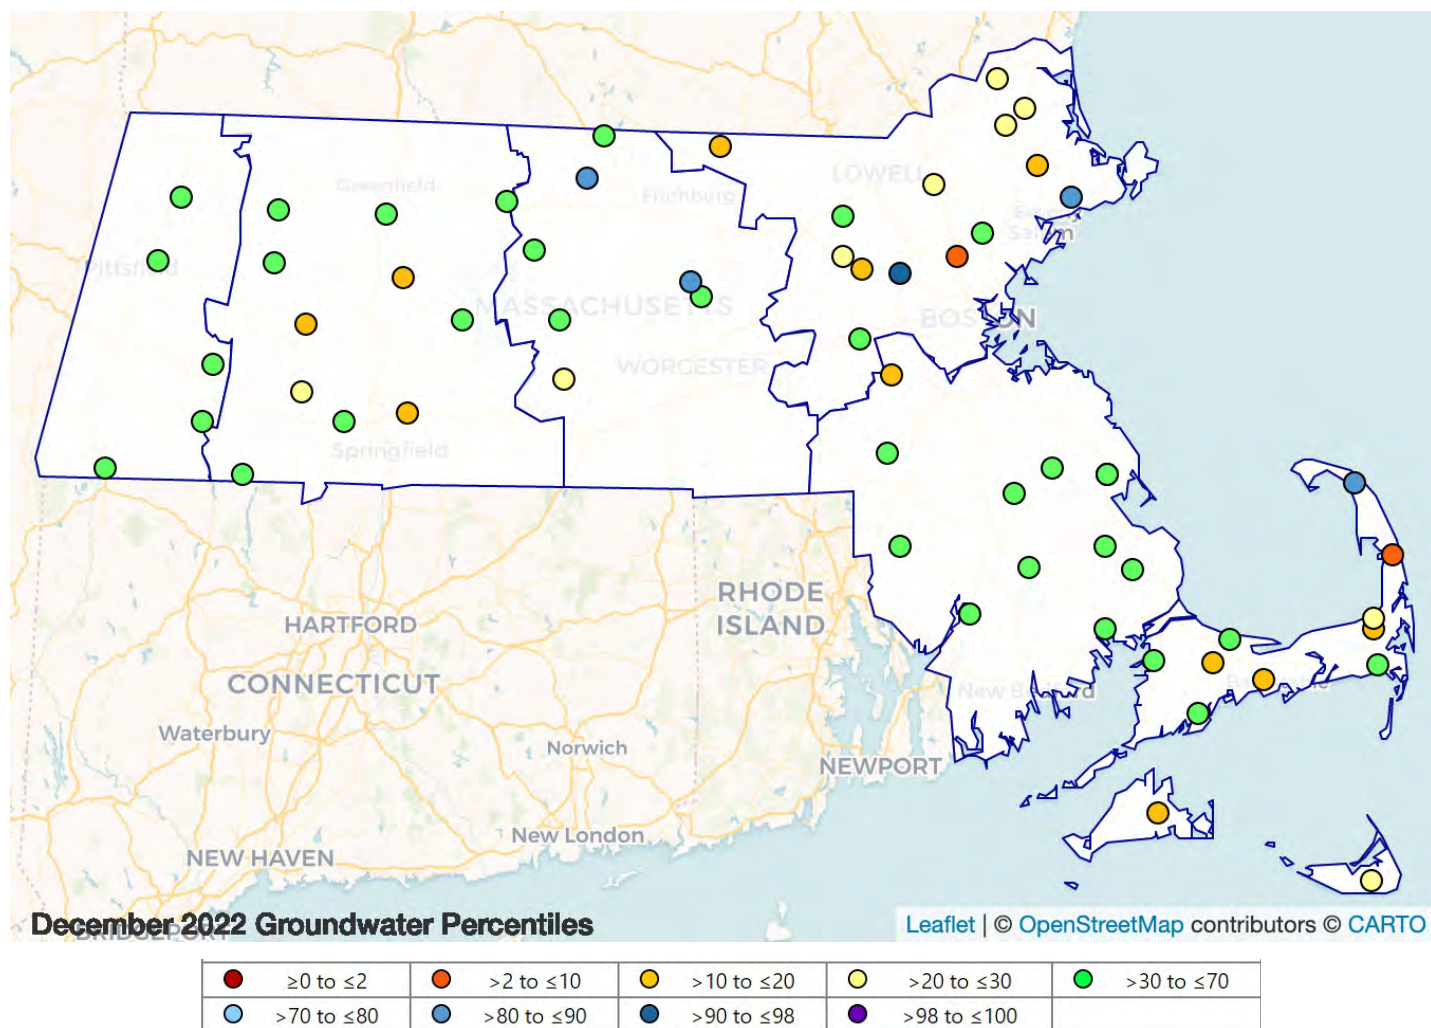 LOWELL
Greenfield
Fitchburg
Salem
Pittsfield
MASSACHUSETTS
BOSTON
WORCESTER
Springfield
RHODE
ISLAND
HARTFORD
CONNECTICUT
New Bedford
Barnstable
Waterbury
Norwich
NEWPORT
New London
NEW HAVEN
December 2022 Groundwater Percentiles
BRIDGEPORT
Leaflet | © OpenStreetMap contributors © CARTO
≥0 to ≤2 >2 to ≤10 >10 to ≤20 >20 to ≤30 >30 to ≤70
>70 to ≤80 >80 to ≤90 >90 to ≤98 >98 to ≤100